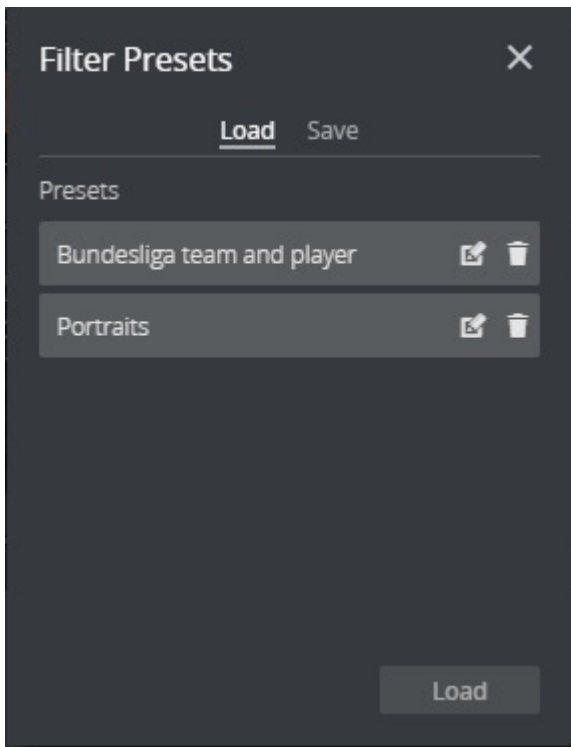 Filter Presets
Load Save
Presets
Bundesliga team and player
Portraits
Load